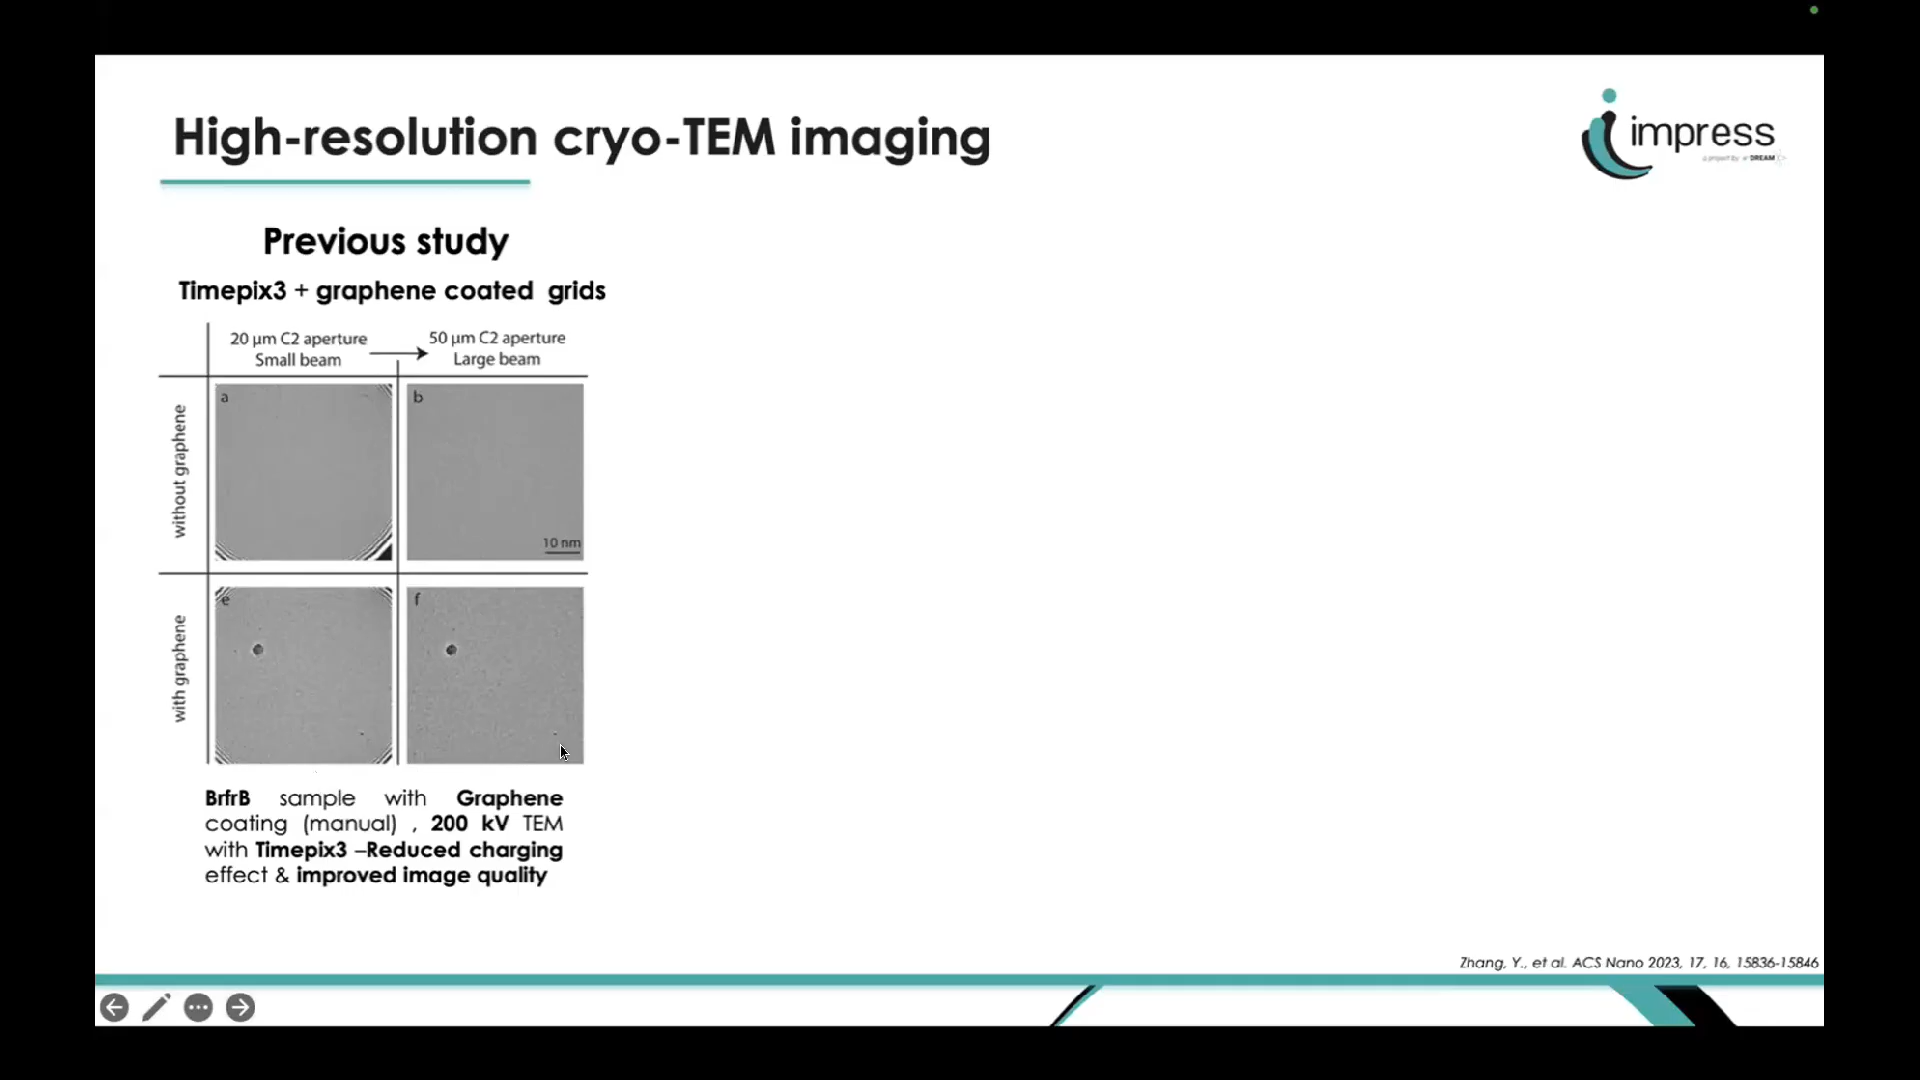 High-resolution cryo-TEM imaging
impress
a project by e-DREAM
Previous study
Timepix3 + graphene coated grids
20 µm C2 aperture
Small beam
50 µm C2 aperture
Large beam
without graphene
a
b
10 nm
with graphene
e
f
BrfrB sample with Graphene
coating (manual) , 200 kV TEM
with Timepix3 –Reduced charging
effect & improved image quality
Zhang, Y., et al. ACS Nano 2023, 17, 16, 15836-15846